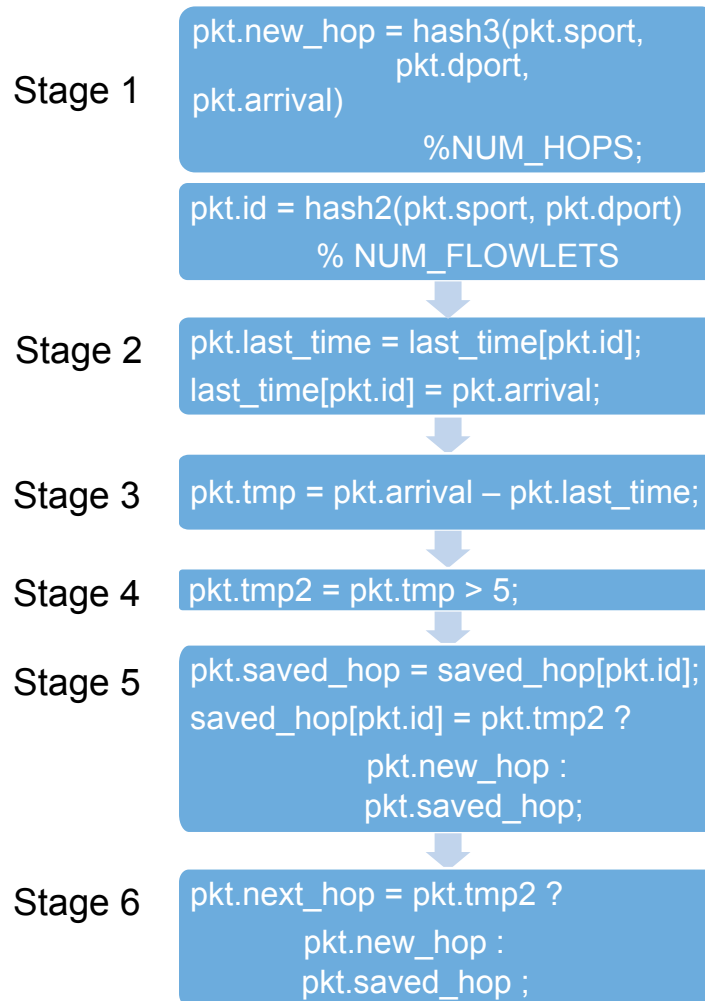 Stage 1
pkt.new_hop = hash3(pkt.sport,
pkt.dport,
pkt.arrival)
%NUM_HOPS;
pkt.id = hash2(pkt.sport, pkt.dport)
% NUM_FLOWLETS
Stage 2
pkt.last_time = last_time[pkt.id];
last_time[pkt.id] = pkt.arrival;
Stage 3
pkt.tmp = pkt.arrival – pkt.last_time;
Stage 4
pkt.tmp2 = pkt.tmp > 5;
Stage 5
pkt.saved_hop = saved_hop[pkt.id];
saved_hop[pkt.id] = pkt.tmp2 ?
pkt.new_hop :
pkt.saved_hop;
Stage 6
pkt.next_hop = pkt.tmp2 ?
pkt.new_hop :
pkt.saved_hop ;